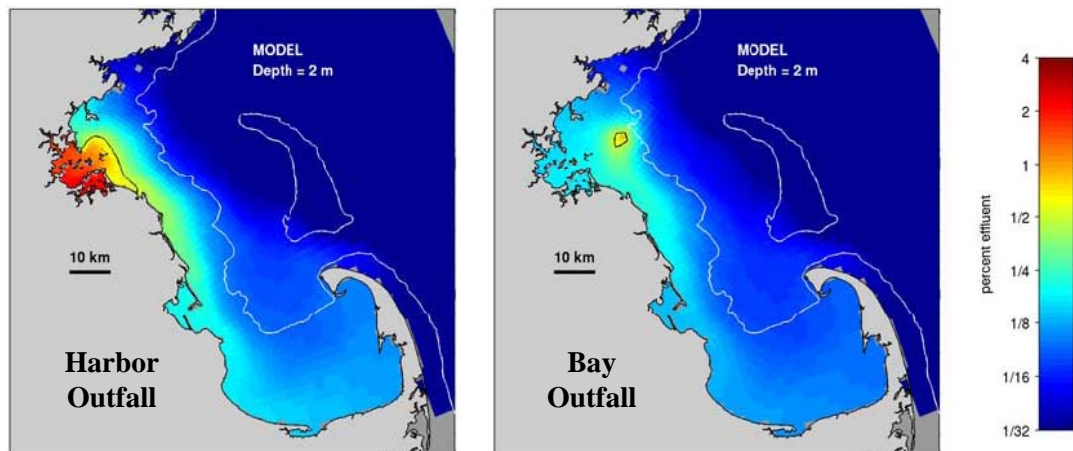 MODEL
Depth = 2 m
10 km
Harbor
Outfall
MODEL
Depth = 2 m
10 km
Bay
Outfall
4
2
1
1/2
1/4
1/8
1/16
1/32
percent effluent